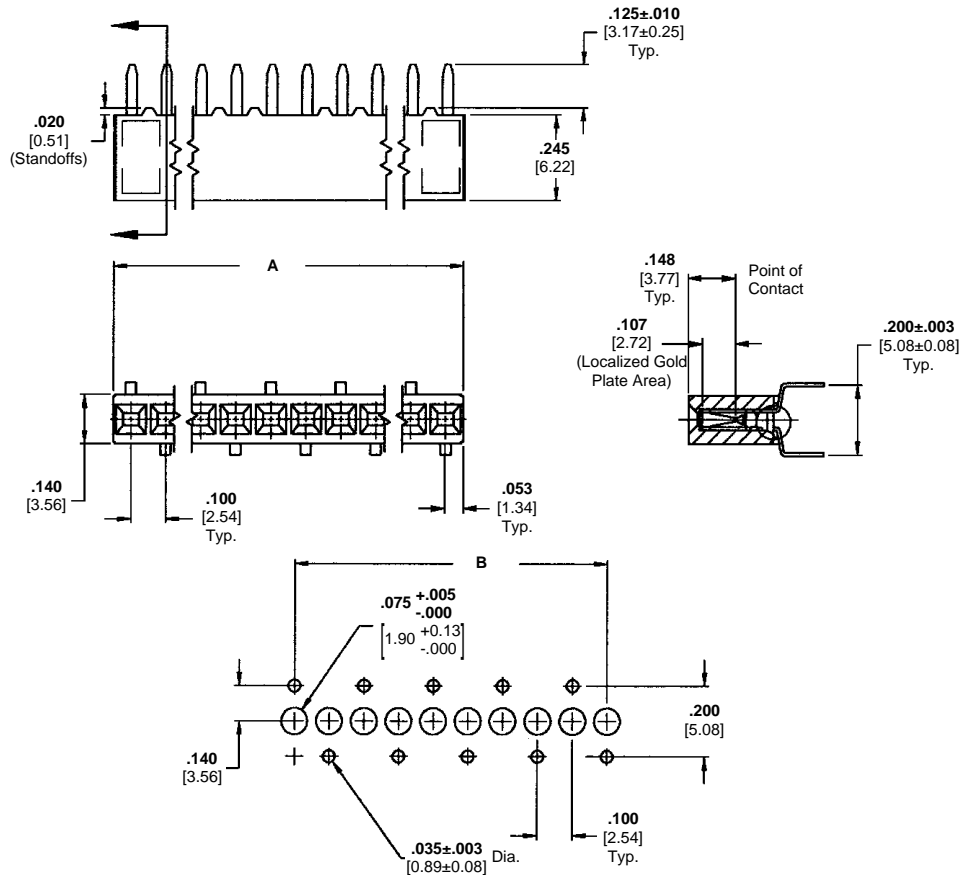 .125±.010
[3.17±0.25]
Typ.
.020
[0.51]
(Standoffs)
.245
[6.22]
A
.148
[3.77]
Typ.
Point of
Contact
.107
[2.72]
(Localized Gold
Plate Area)
.200±.003
[5.08±0.08]
Typ.
.140
[3.56]
.100
[2.54]
Typ.
.053
[1.34]
Typ.
B
.075 +.005
-.000
[1.90 +0.13
-.000]
.140
[3.56]
.200
[5.08]
.035±.003 Dia.
[0.89±0.08]
.100
[2.54]
Typ.